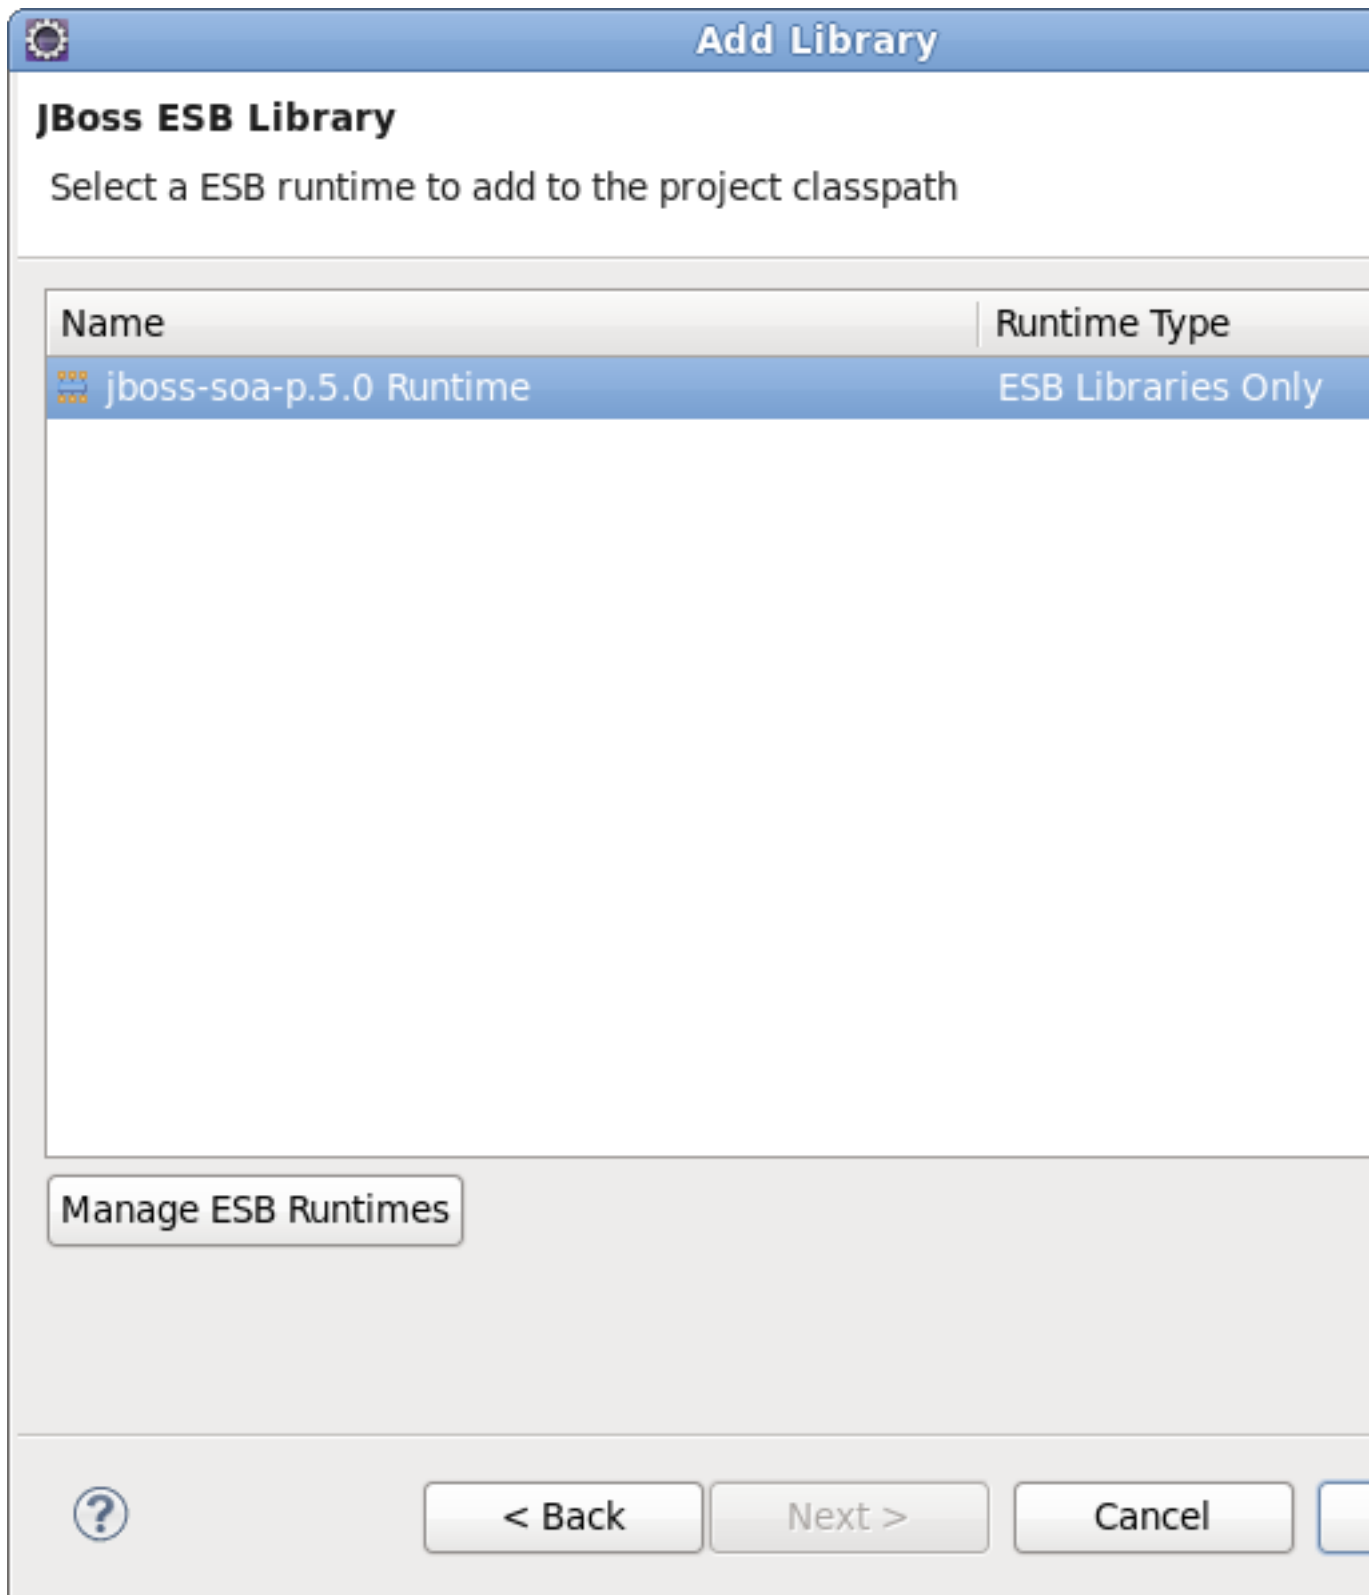 Add Library
JBoss ESB Library
Select a ESB runtime to add to the project classpath
Name Runtime Type
jboss-soa-p.5.0 Runtime ESB Libraries Only
Manage ESB Runtimes
< Back Next > Cancel